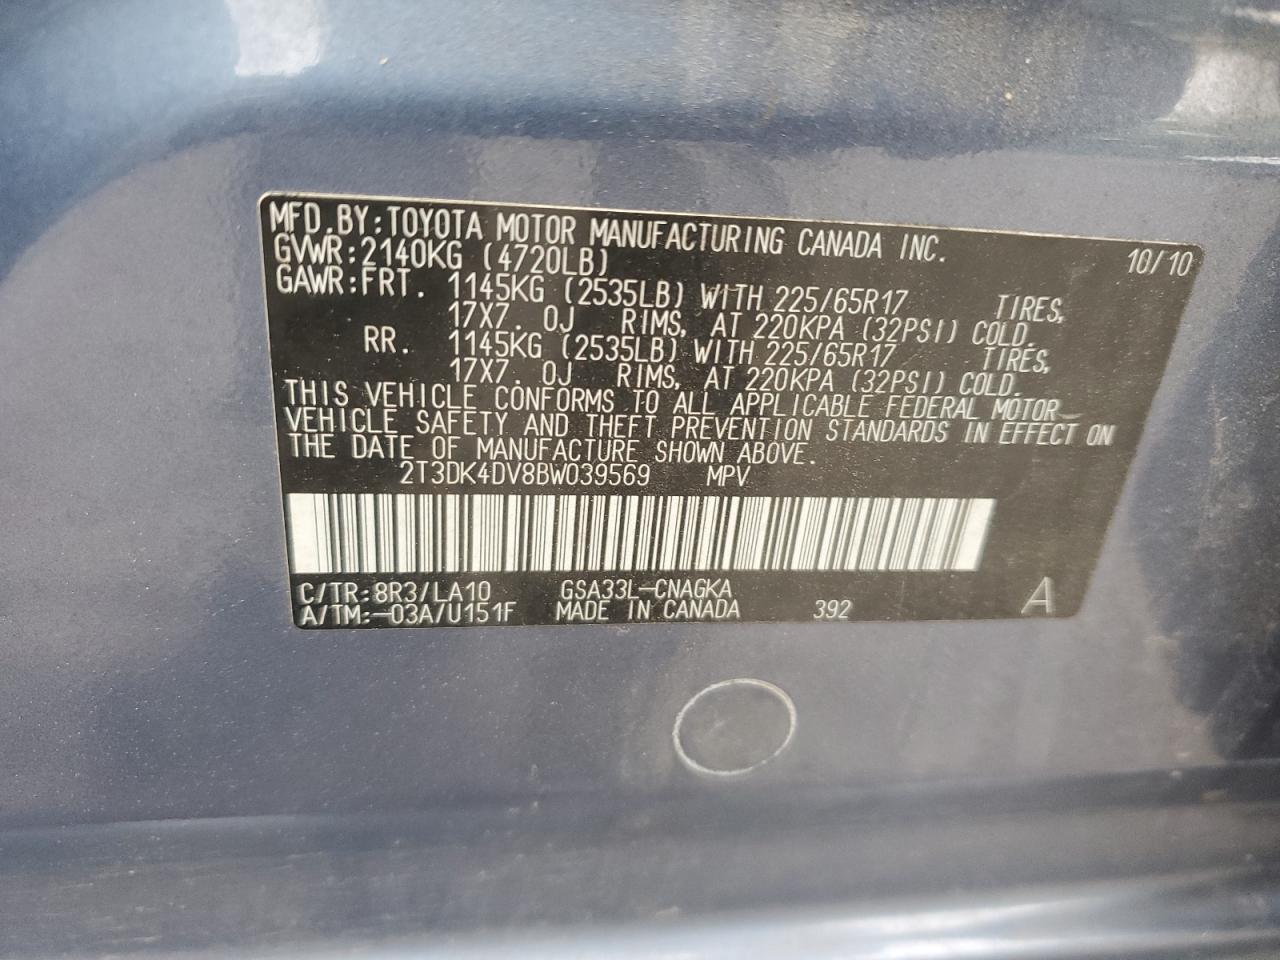 MFD.BY:TOYOTA MOTOR MANUFACTURING CANADA INC. 10/10
GVWR:2140KG (4720LB)
GAWR:FRT. 1145KG (2535LB) WITH 225/65R17 TIRES,
17X7.0J RIMS, AT 220KPA (32PSI) COLD.
RR. 1145KG (2535LB) WITH 225/65R17 TIRES,
17X7.0J RIMS, AT 220KPA (32PSI) COLD.
THIS VEHICLE CONFORMS TO ALL APPLICABLE FEDERAL MOTOR
VEHICLE SAFETY AND THEFT PREVENTION STANDARDS IN EFFECT ON
THE DATE OF MANUFACTURE SHOWN ABOVE.
2T3DK4DV8BW039569 MPV
C/TR:8R3/LA10 GSA33L-CNAGKA
A/TM:-03A/U151F MADE IN CANADA 392 A